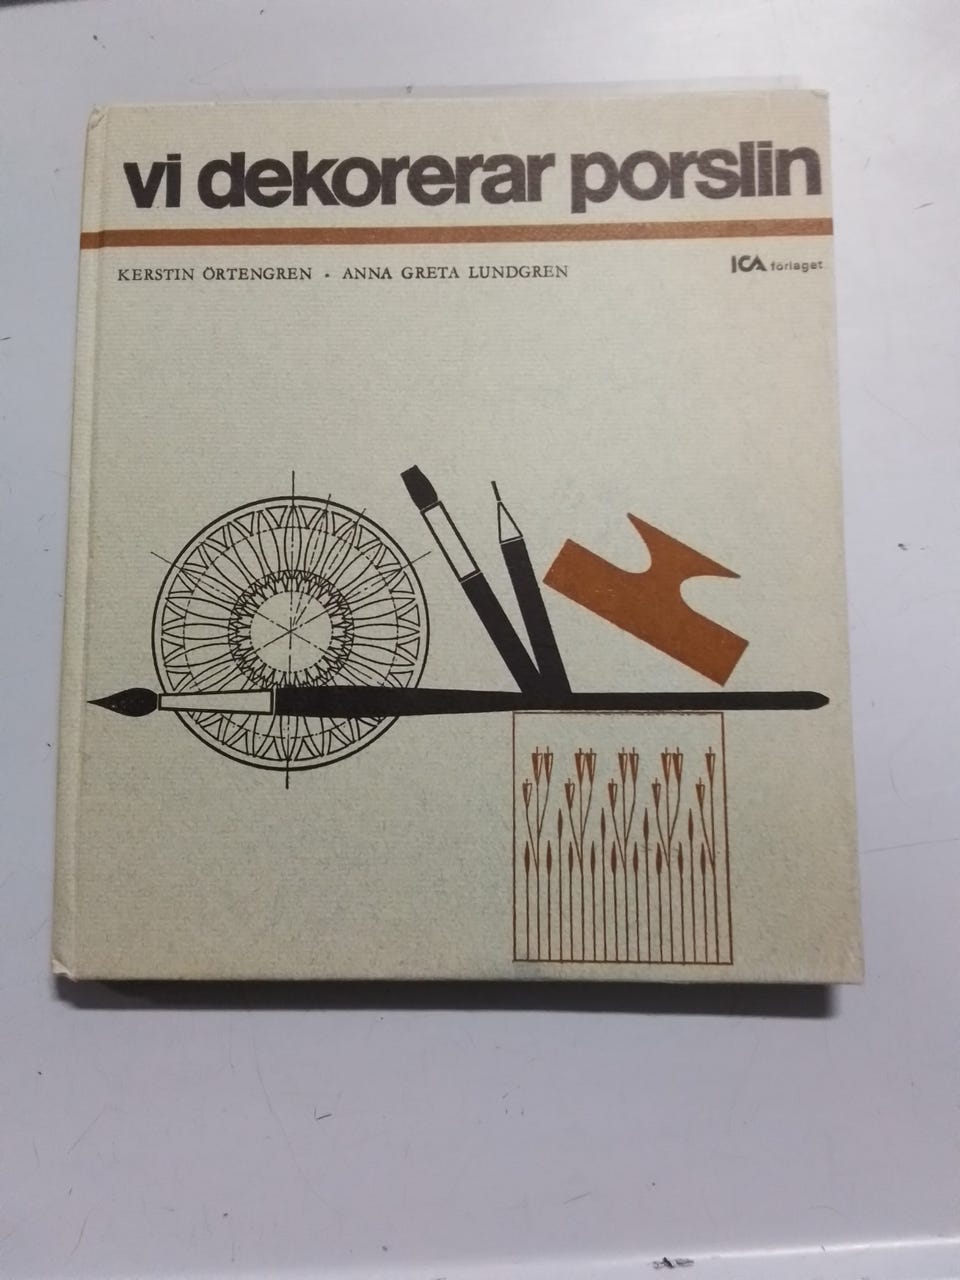 vi dekorerar porslin
KERSTIN ÖRTENGREN · ANNA GRETA LUNDGREN
ICA förlaget